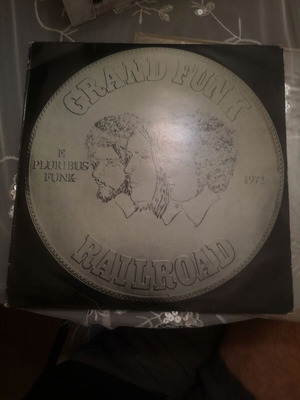 GRAND FUNK
E
PLURIBUS
FUNK
1971
RAILROAD